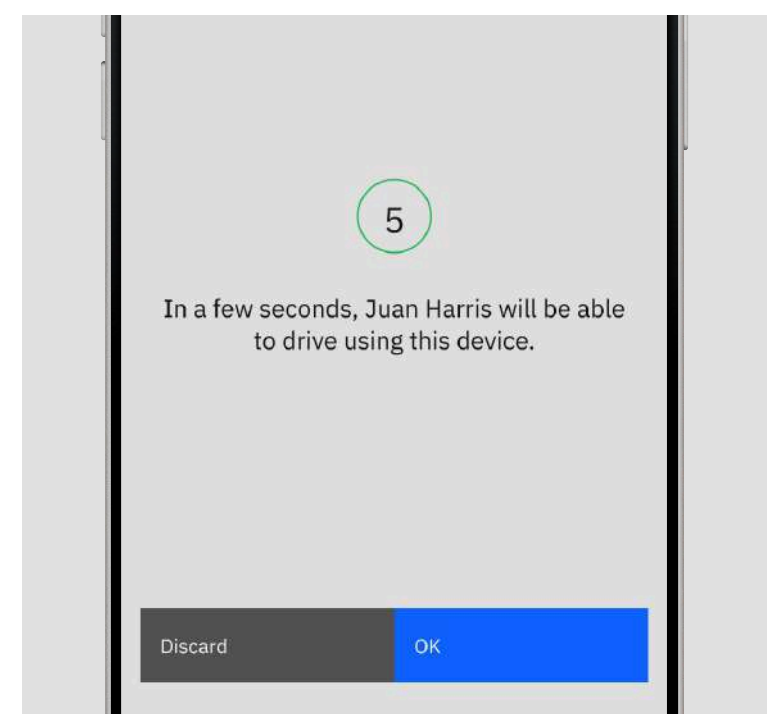 5
In a few seconds, Juan Harris will be able
to drive using this device.
Discard
OK